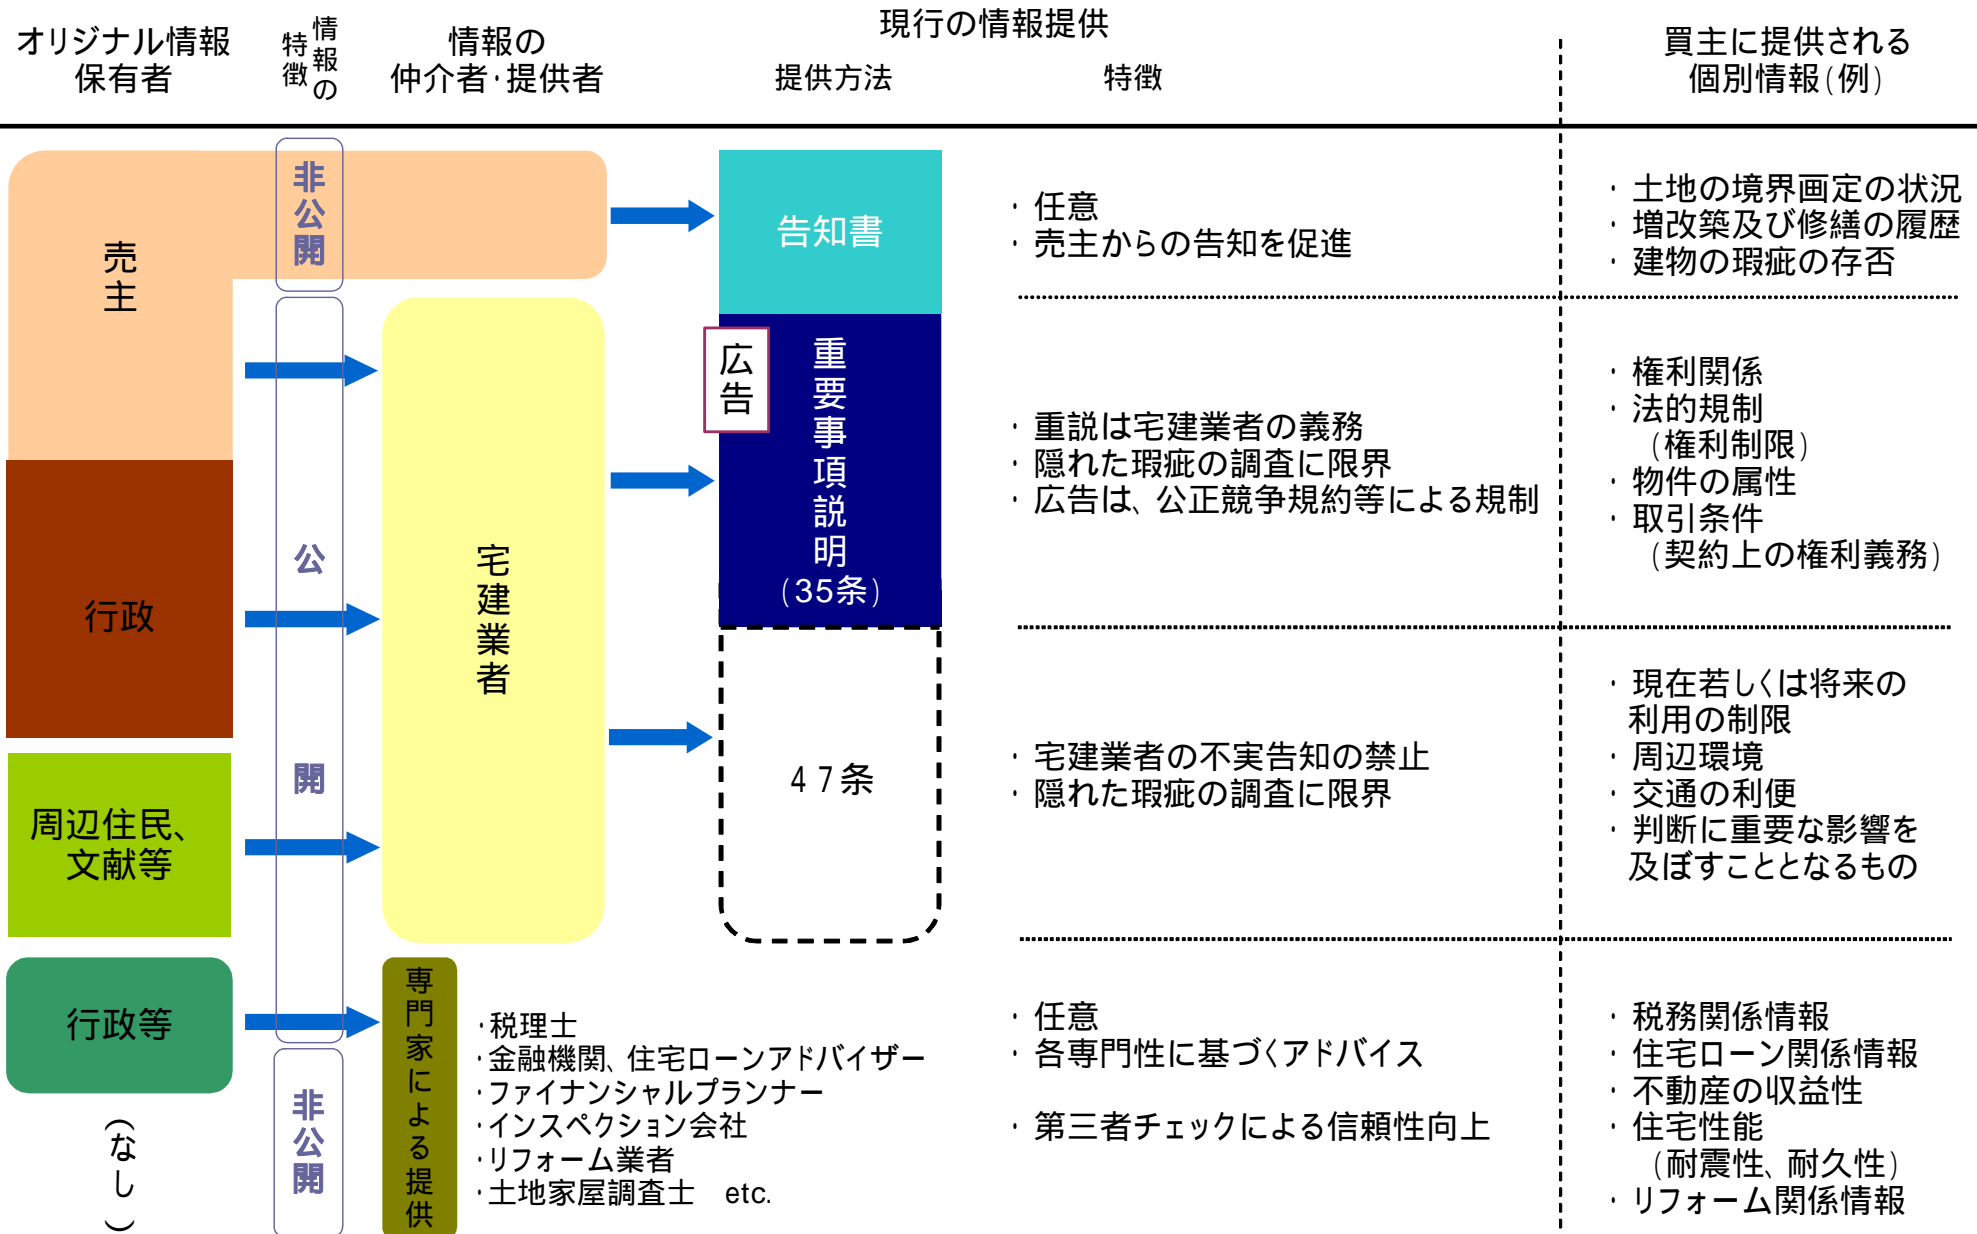 オリジナル情報
保有者
情報の
特徴
情報の
仲介者・提供者
現行の情報提供
提供方法
特徴
買主に提供される
個別情報(例)
売主
非公開
告知書
・任意
・売主からの告知を促進
・土地の境界画定の状況
・増改築及び修繕の履歴
・建物の瑕疵の存否
行政
周辺住民、
文献等
公開
宅建業者
広告
重要事項説明
(35条)
・重説は宅建業者の義務
・隠れた瑕疵の調査に限界
・広告は、公正競争規約等による規制
・権利関係
・法的規制
(権利制限)
・物件の属性
・取引条件
(契約上の権利義務)
47条
・宅建業者の不実告知の禁止
・隠れた瑕疵の調査に限界
・現在若しくは将来の
利用の制限
・周辺環境
・交通の利便
・判断に重要な影響を
及ぼすこととなるもの
行政等
(なし)
非公開
専門家による提供
・税理士
・金融機関、住宅ローンアドバイザー
・ファイナンシャルプランナー
・インスペクション会社
・リフォーム業者
・土地家屋調査士 etc.
・任意
・各専門性に基づくアドバイス
・第三者チェックによる信頼性向上
・税務関係情報
・住宅ローン関係情報
・不動産の収益性
・住宅性能
(耐震性、耐久性)
・リフォーム関係情報